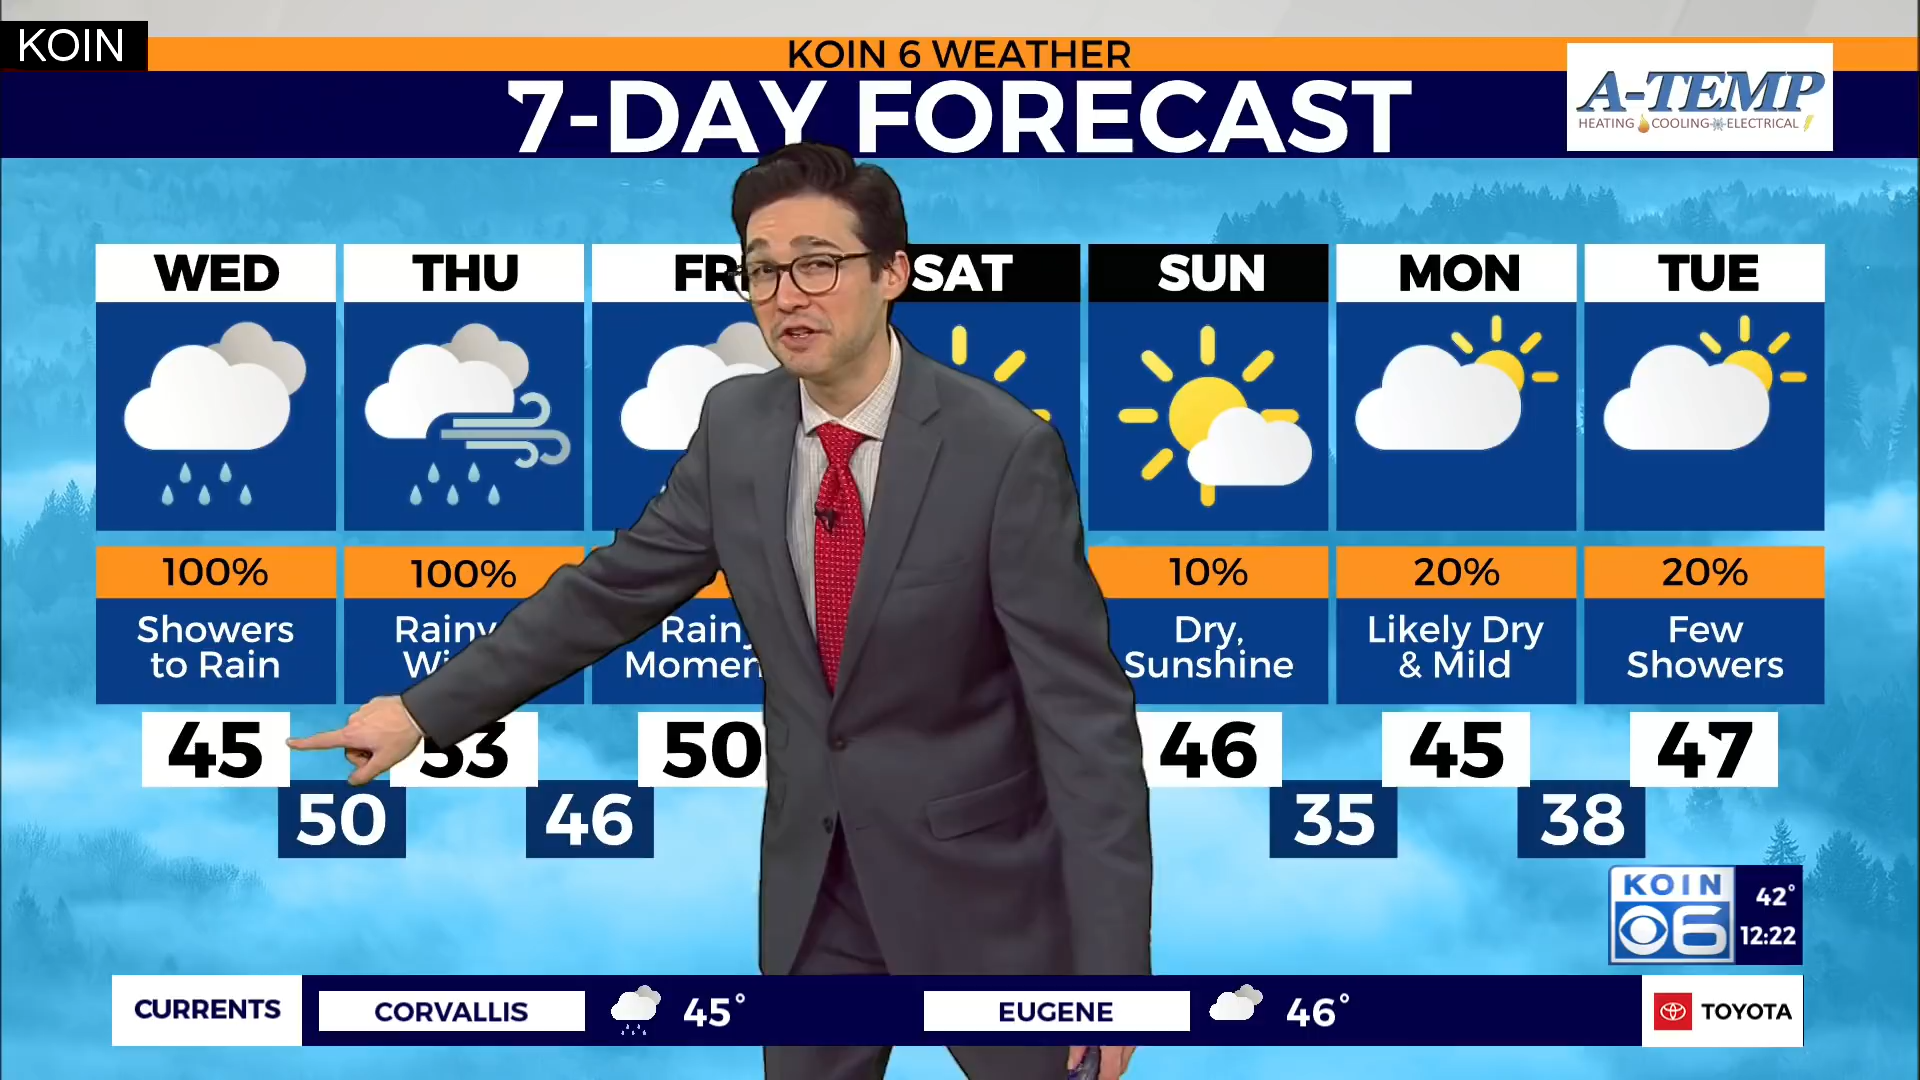 KOIN
KOIN 6 WEATHER
7-DAY FORECAST
A-TEMP
HEATING COOLING ELECTRICAL
WED THU SAT SUN MON TUE
100% 100% 10% 20% 20%
Showers
to Rain
Dry,
Sunshine
Likely Dry
& Mild
Few
Showers
45 53 50 46 45 47
50 46 35 38
KOIN
6
42°
12:22
CURRENTS CORVALLIS 45° EUGENE 46° TOYOTA